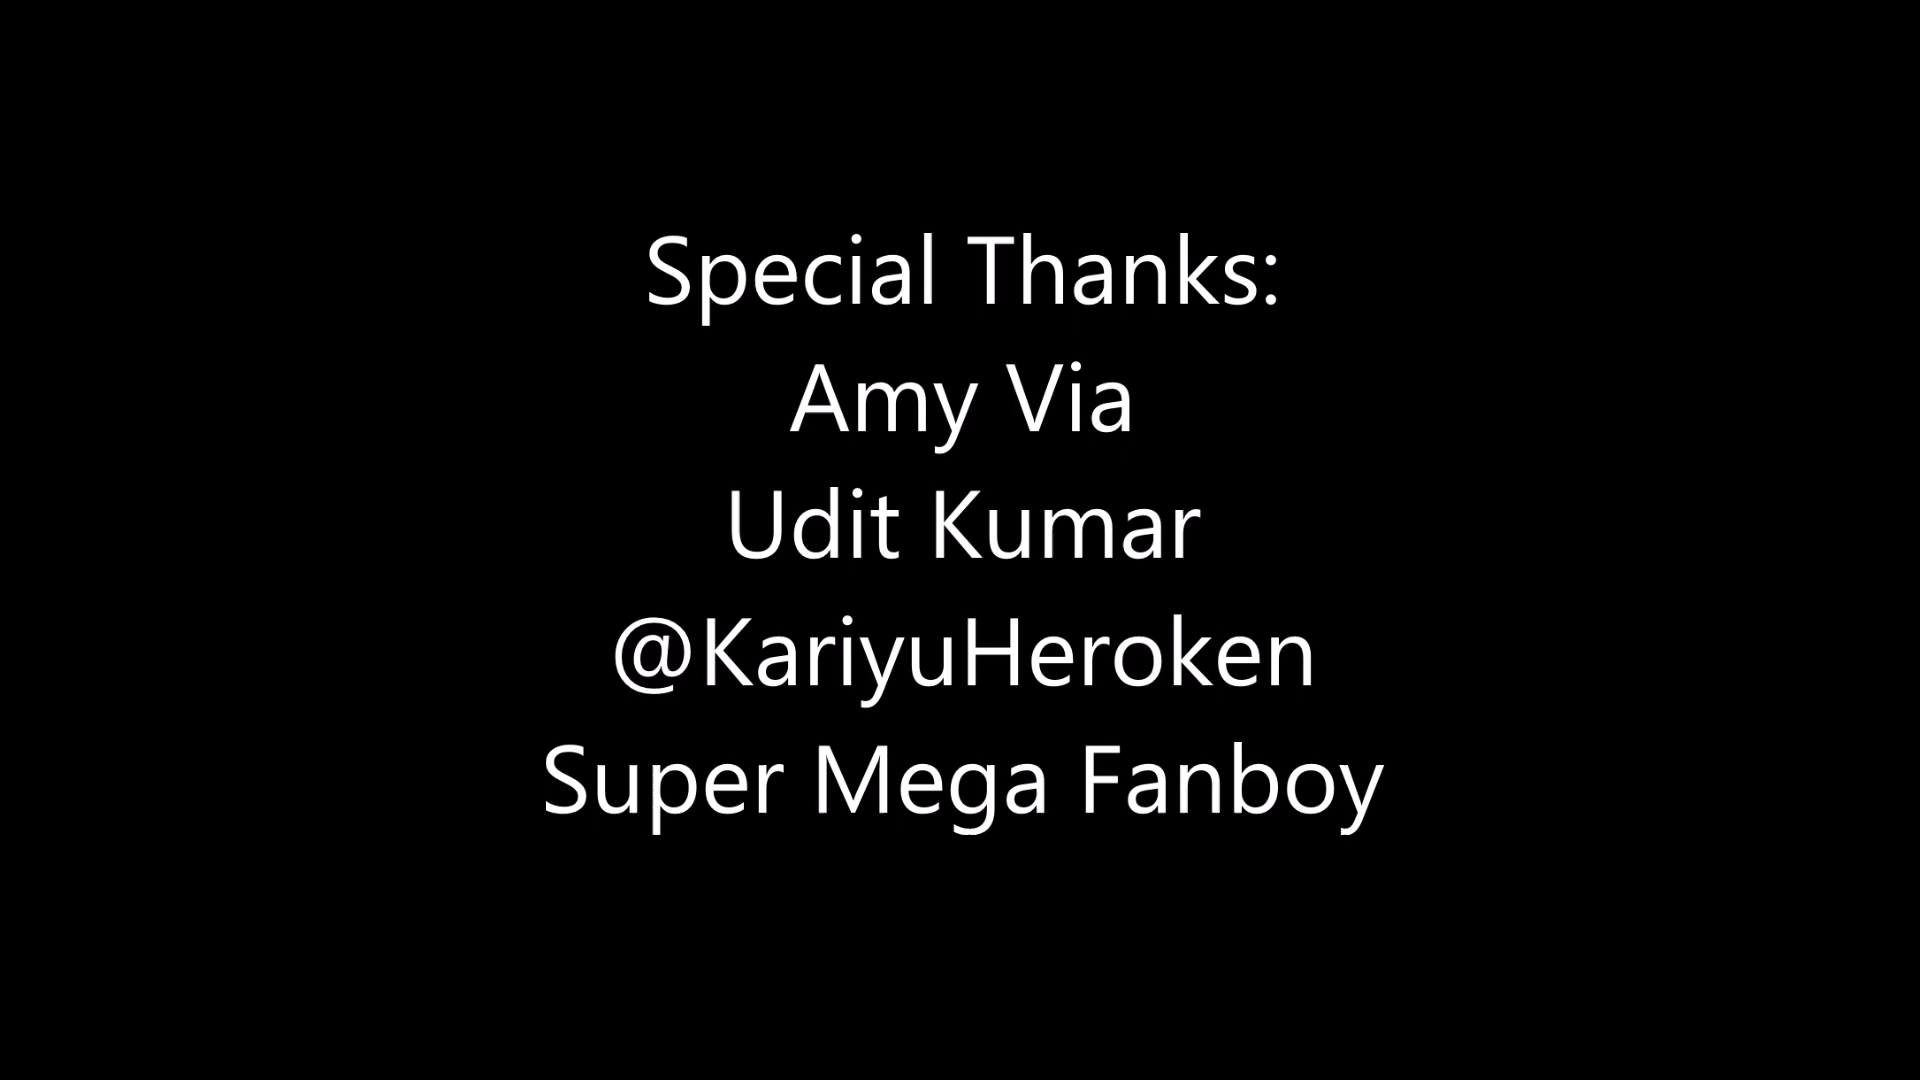 Special Thanks:
Amy Via
Udit Kumar
@KariyuHeroken
Super Mega Fanboy